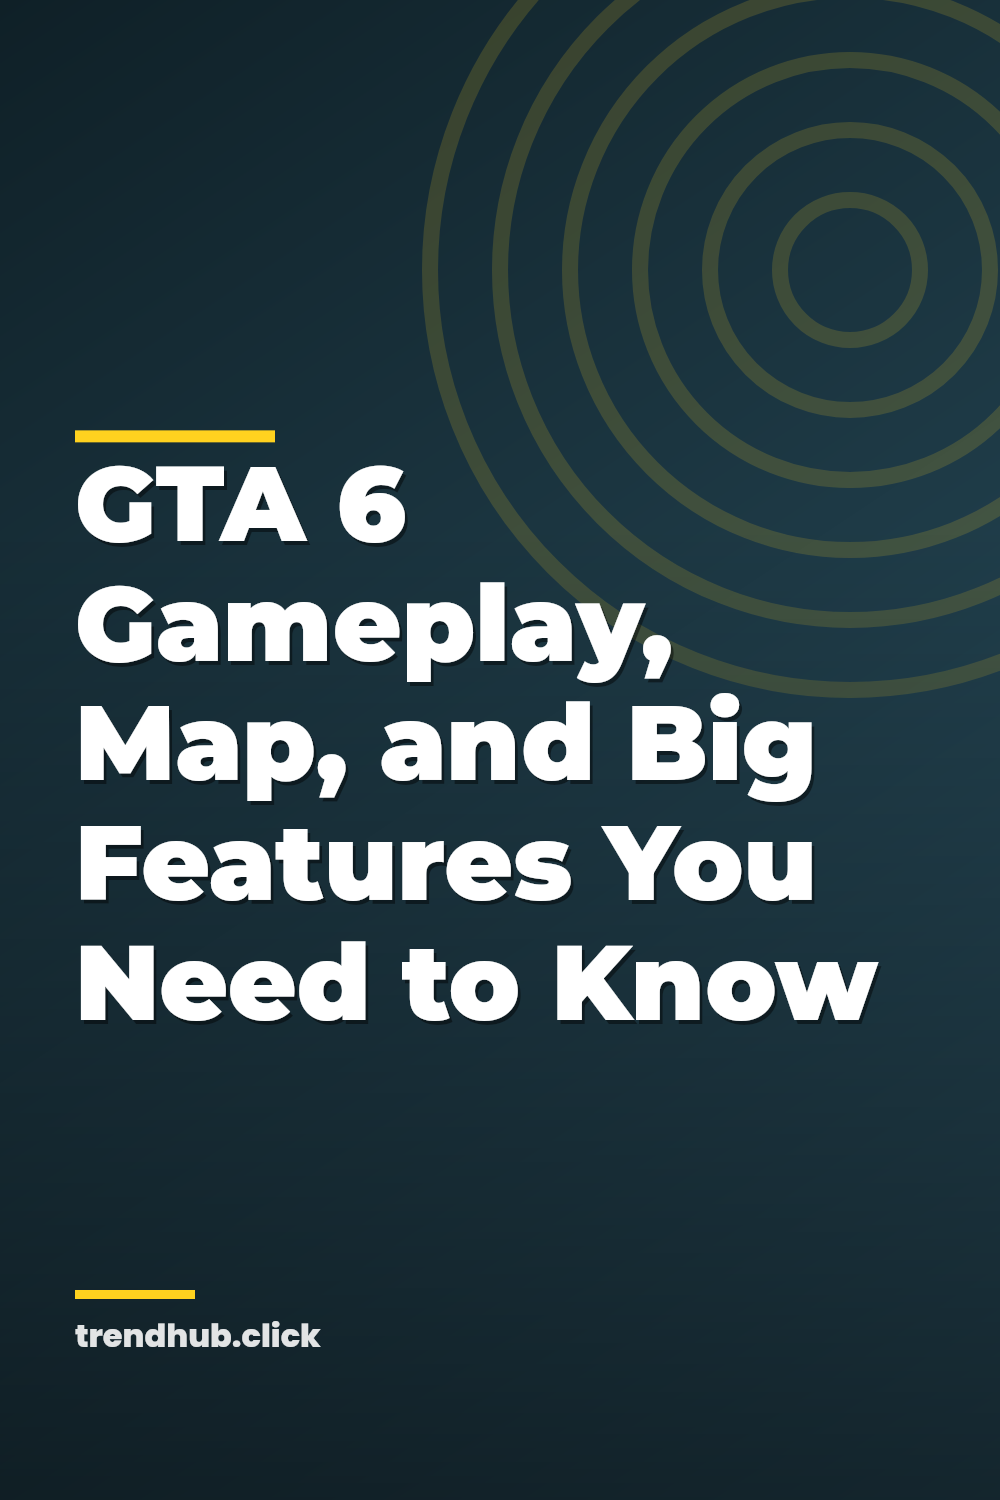 GTA 6
Gameplay,
Map, and Big
Features You
Need to Know
trendhub.click